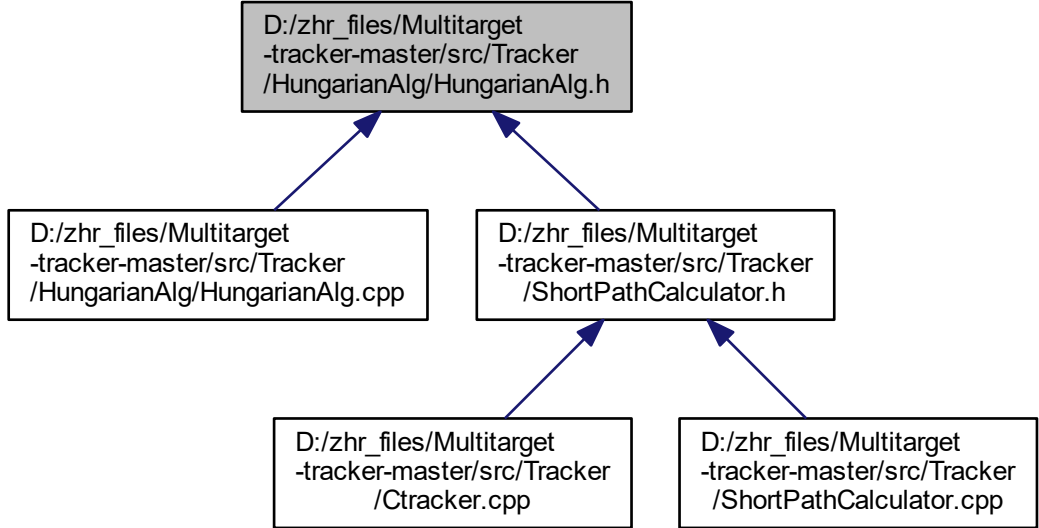 D:/zhr_files/Multitarget
-tracker-master/src/Tracker
/HungarianAlg/HungarianAlg.h
D:/zhr_files/Multitarget
-tracker-master/src/Tracker
/HungarianAlg/HungarianAlg.cpp
D:/zhr_files/Multitarget
-tracker-master/src/Tracker
/ShortPathCalculator.h
D:/zhr_files/Multitarget
-tracker-master/src/Tracker
/Ctracker.cpp
D:/zhr_files/Multitarget
-tracker-master/src/Tracker
/ShortPathCalculator.cpp